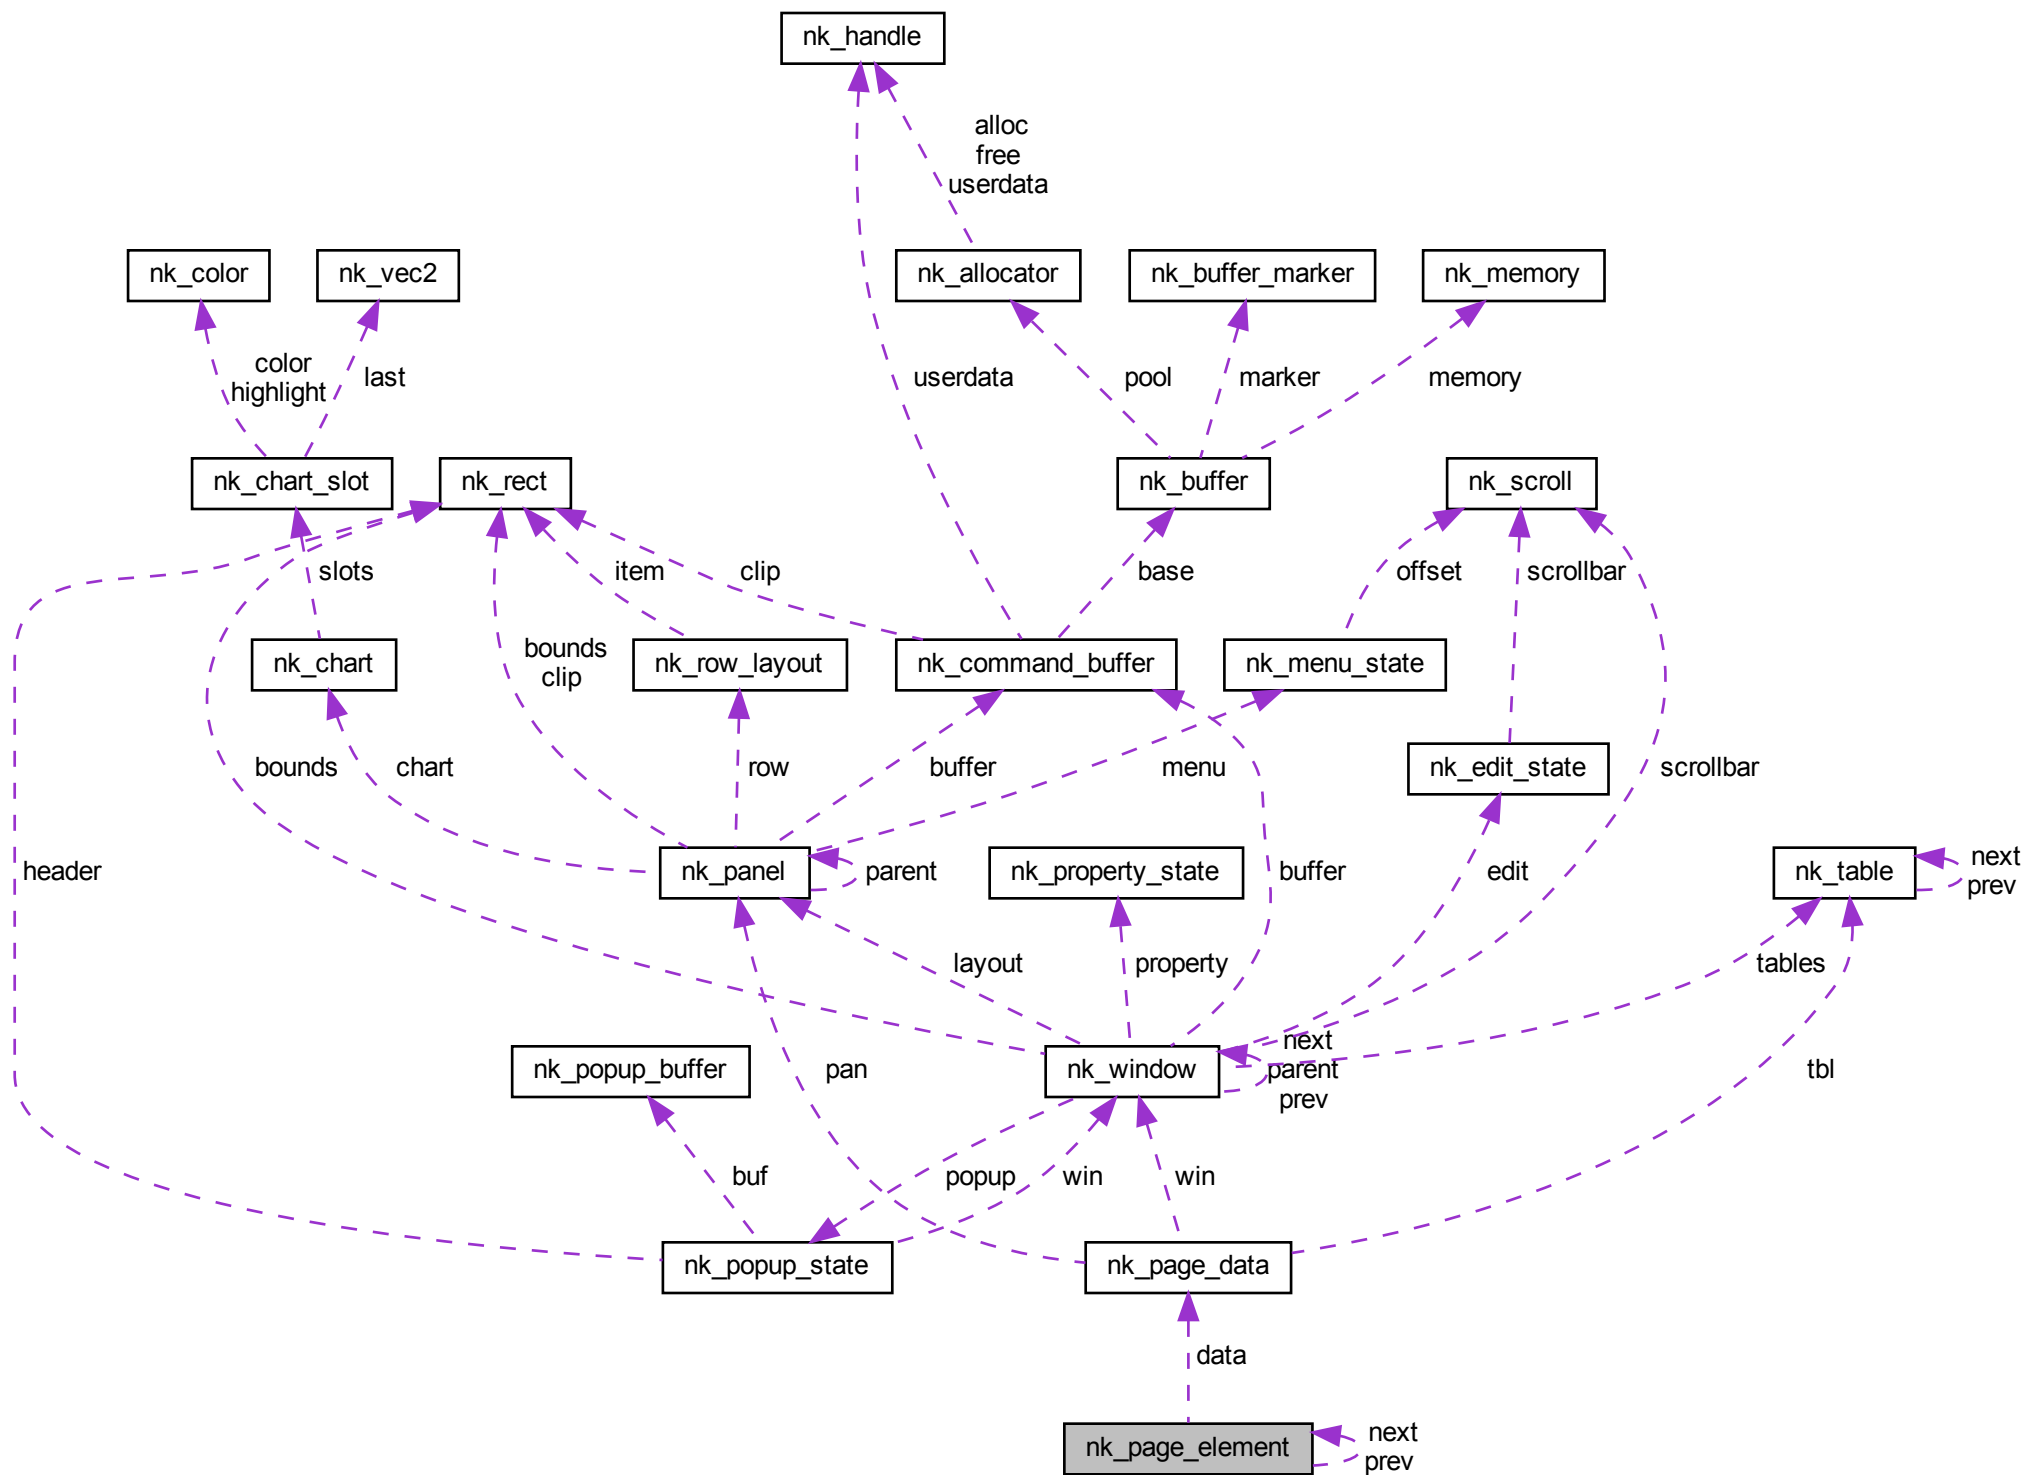 nk_handle
alloc
free
userdata
nk_color
nk_vec2
nk_allocator
nk_buffer_marker
nk_memory
color
highlight
last
userdata
pool
marker
memory
nk_chart_slot
nk_rect
nk_buffer
nk_scroll
slots
item
clip
base
offset
scrollbar
nk_chart
bounds
clip
nk_row_layout
nk_command_buffer
nk_menu_state
bounds
chart
row
buffer
menu
nk_edit_state
scrollbar
header
nk_panel
parent
nk_property_state
buffer
edit
nk_table
next
prev
layout
property
tables
nk_popup_buffer
pan
nk_window
next
parent
prev
tbl
buf
popup
win
win
nk_popup_state
nk_page_data
data
nk_page_element
next
prev